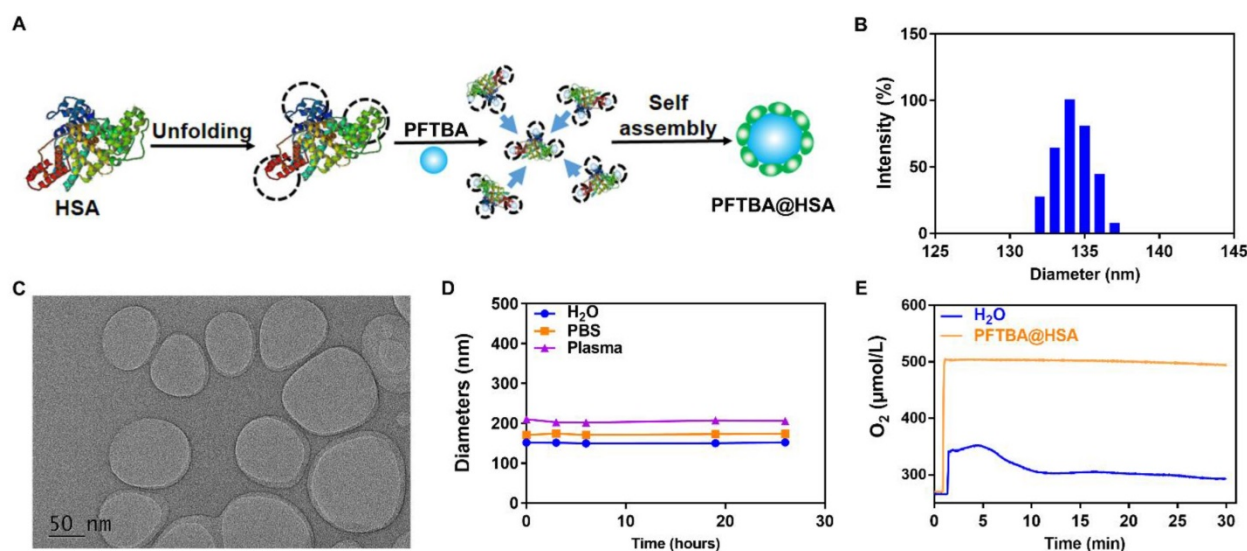 A
HSA
Unfolding
PFTBA
Self
assembly
PFTBA@HSA
B
Intensity (%)
150
100
50
0
125
130
135
140
145
Diameter (nm)
C
50 nm
D
Diameters (nm)
500
400
300
200
100
0
H₂O
PBS
Plasma
0
10
20
30
Time (hours)
E
O₂ (μmol/L)
600
500
400
300
H₂O
PFTBA@HSA
0
5
10
15
20
25
30
Time (min)